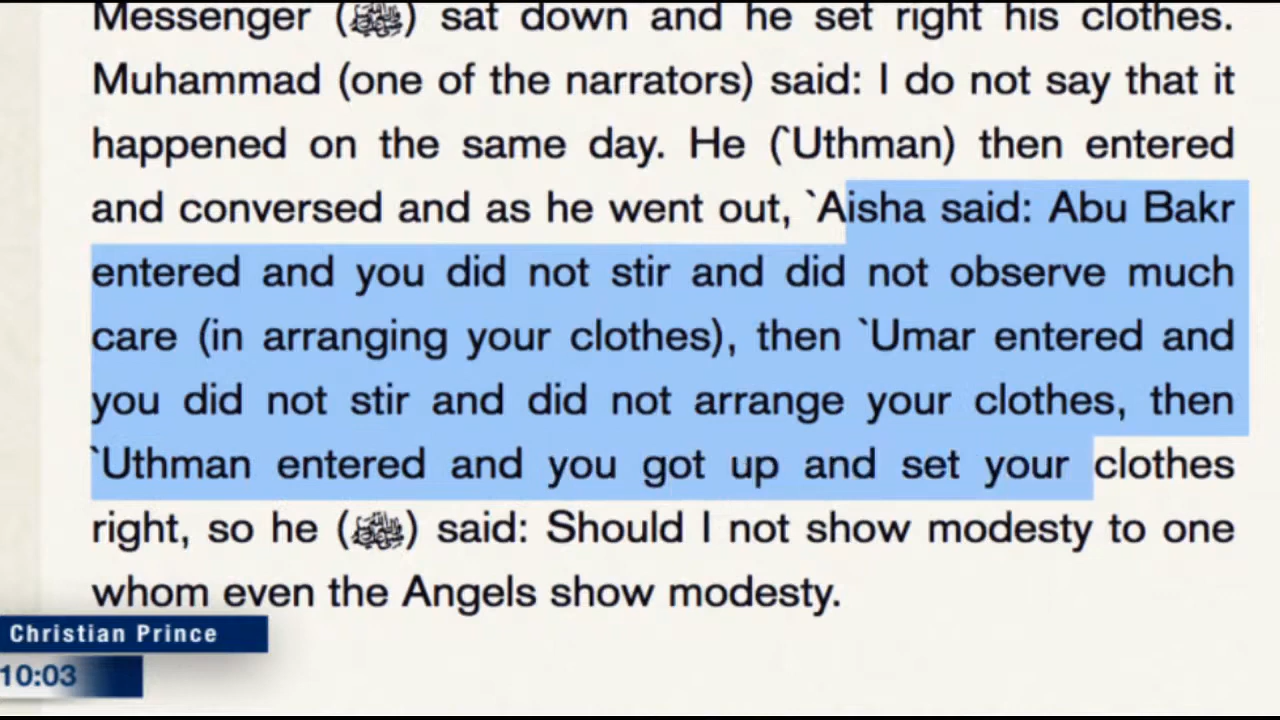 Messenger (ﷺ) sat down and he set right his clothes.
Muhammad (one of the narrators) said: I do not say that it
happened on the same day. He (`Uthman) then entered
and conversed and as he went out, `Aisha said: Abu Bakr
entered and you did not stir and did not observe much
care (in arranging your clothes), then `Umar entered and
you did not stir and did not arrange your clothes, then
`Uthman entered and you got up and set your clothes
right, so he (ﷺ) said: Should I not show modesty to one
whom even the Angels show modesty.
Christian Prince
10:03